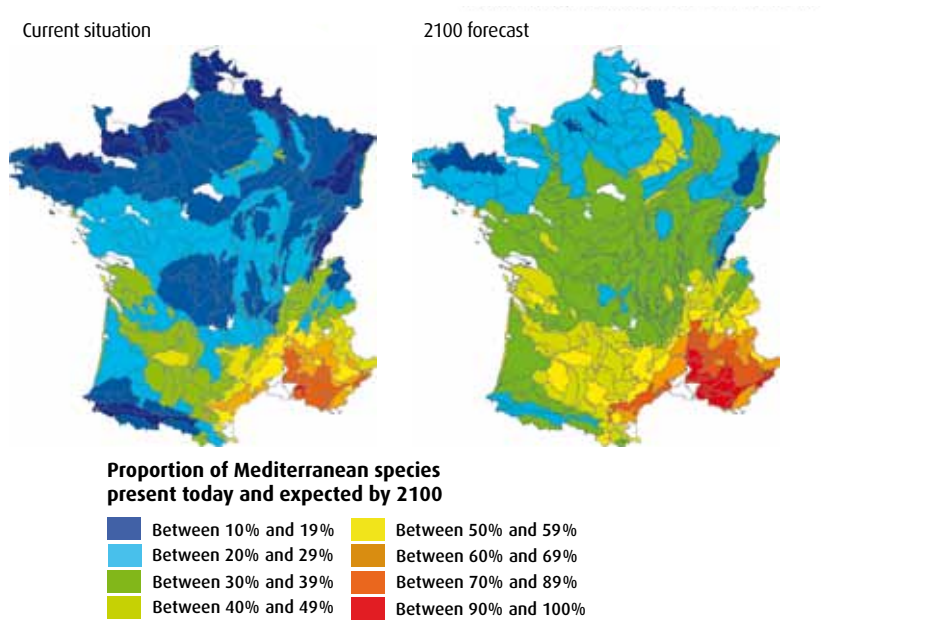 Current situation
2100 forecast
Proportion of Mediterranean species
present today and expected by 2100
Between 10% and 19%
Between 20% and 29%
Between 30% and 39%
Between 40% and 49%
Between 50% and 59%
Between 60% and 69%
Between 70% and 89%
Between 90% and 100%